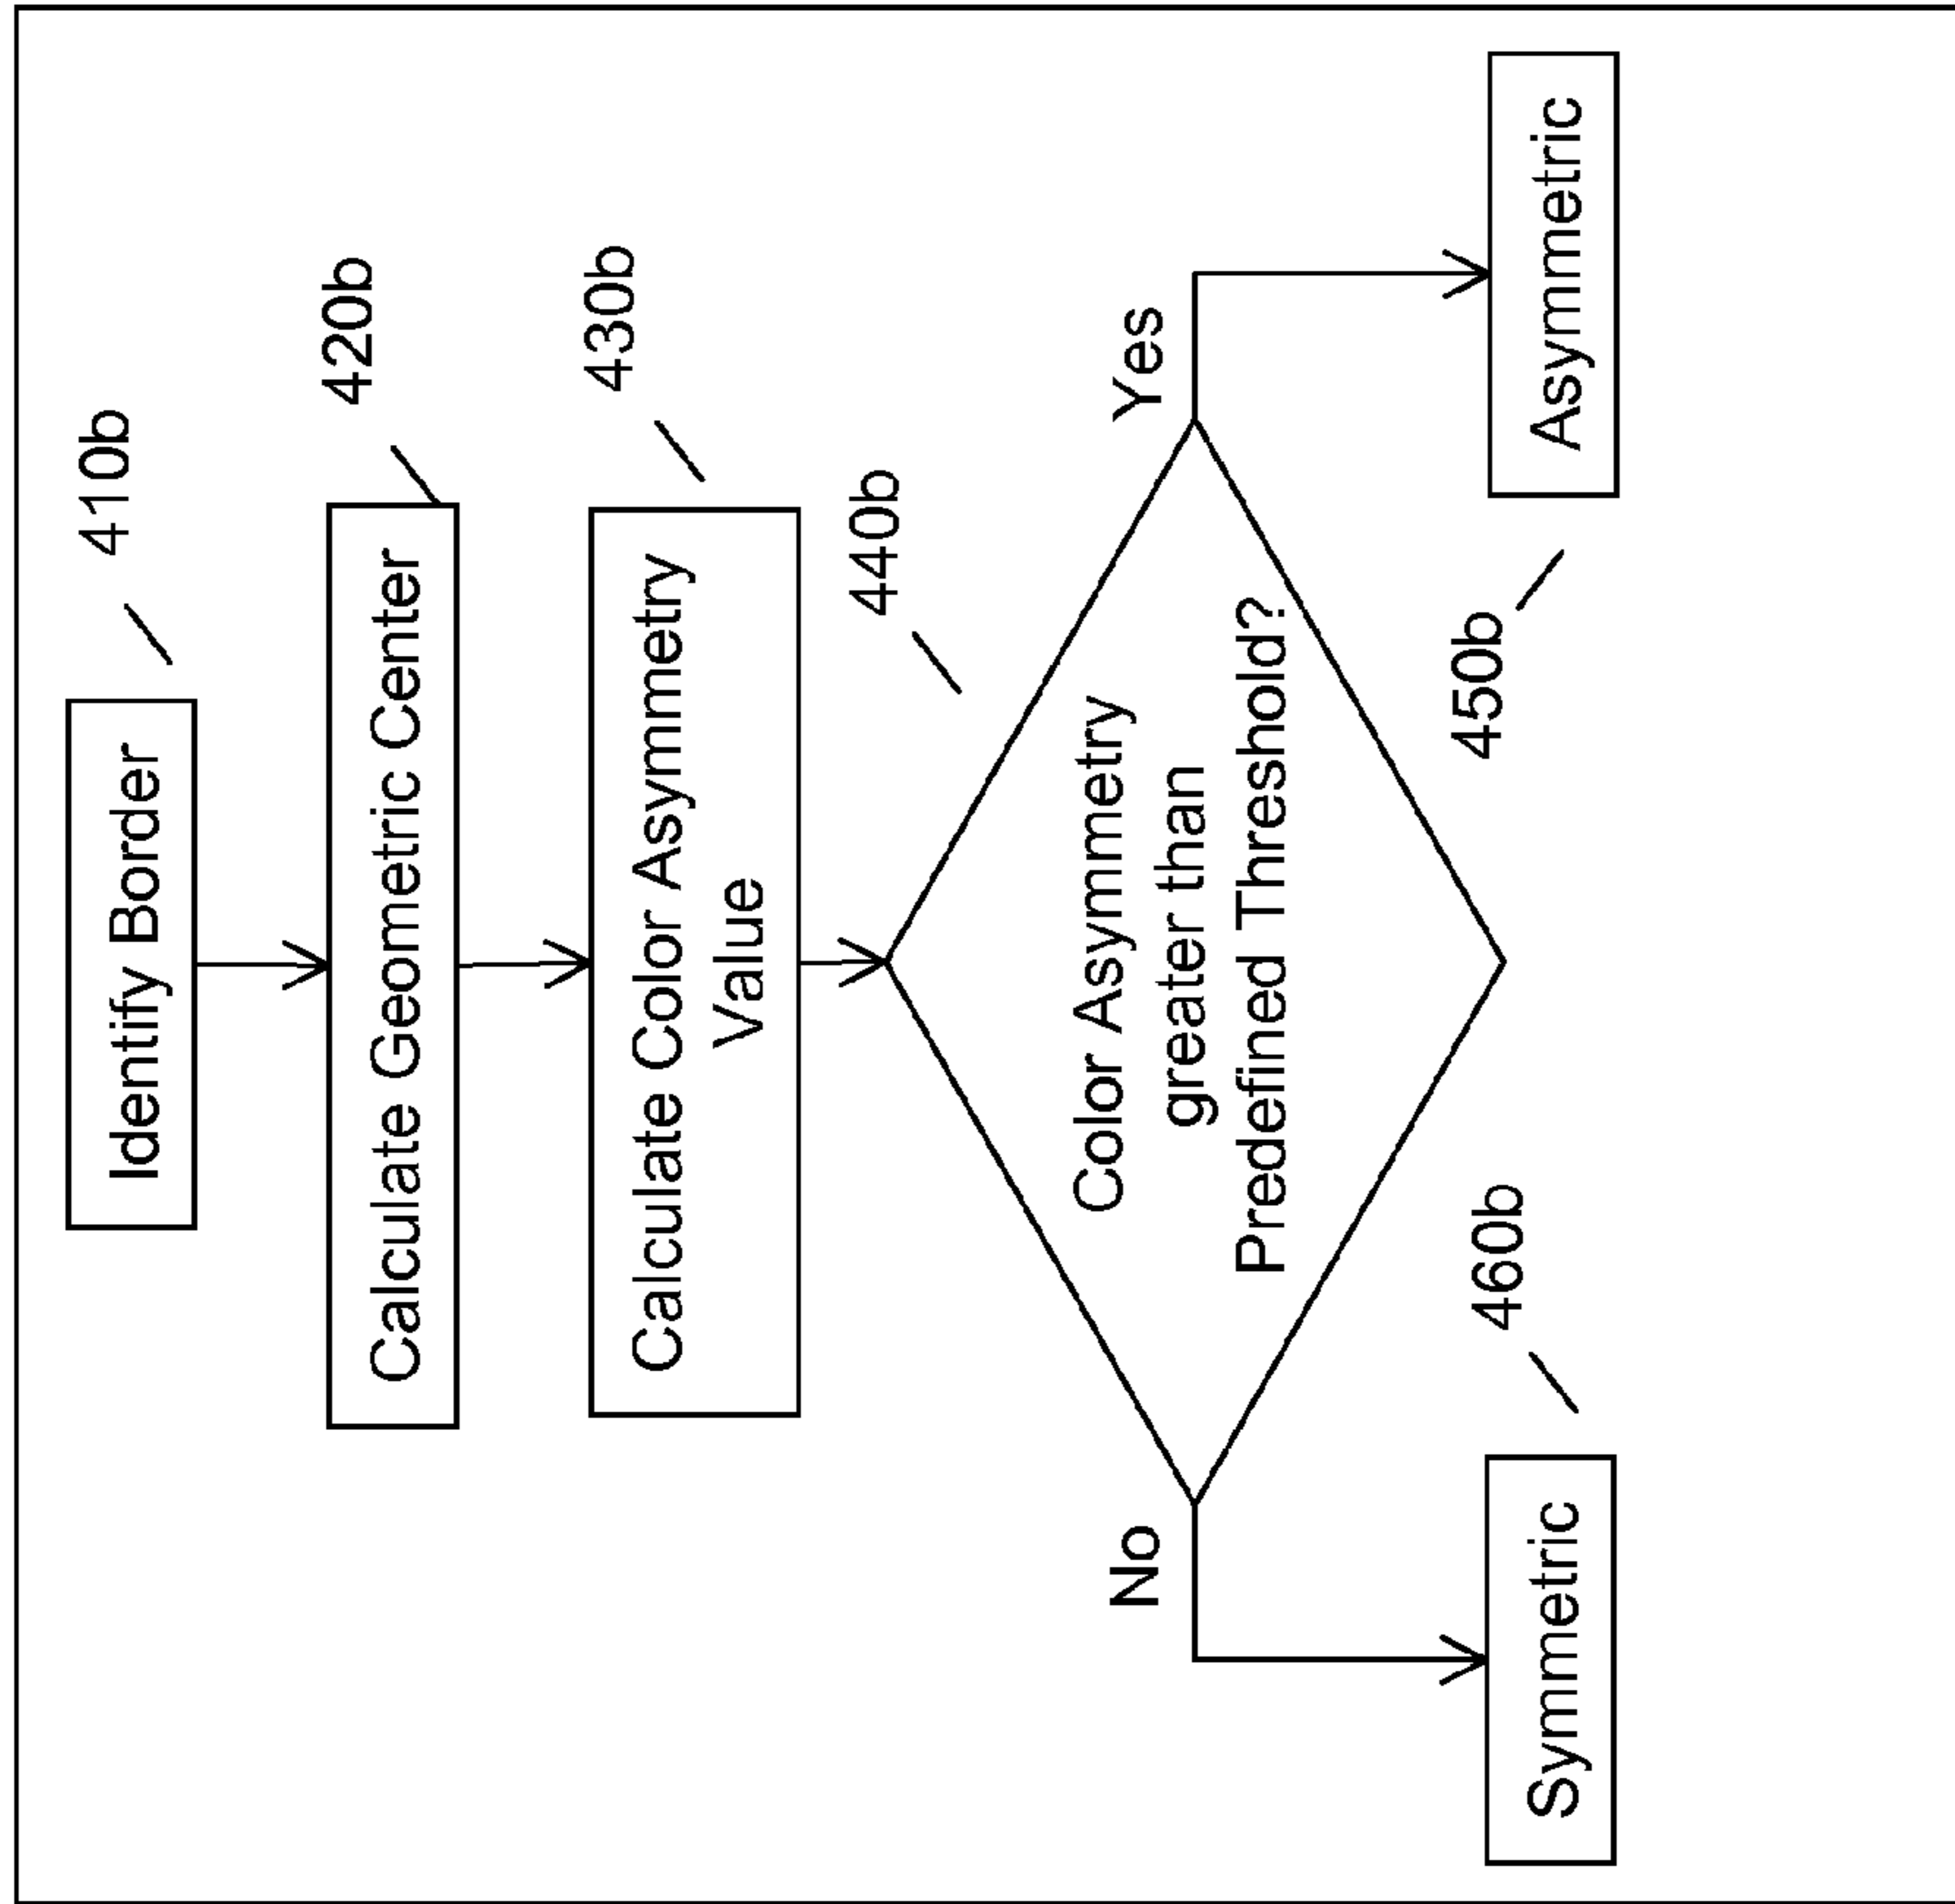 Identify Border
410b
Calculate Geometric Center
420b
Calculate Color Asymmetry
Value
430b
440b
Color Asymmetry
greater than
Predefined Threshold?
No
Yes
460b
450b
Symmetric
Asymmetric